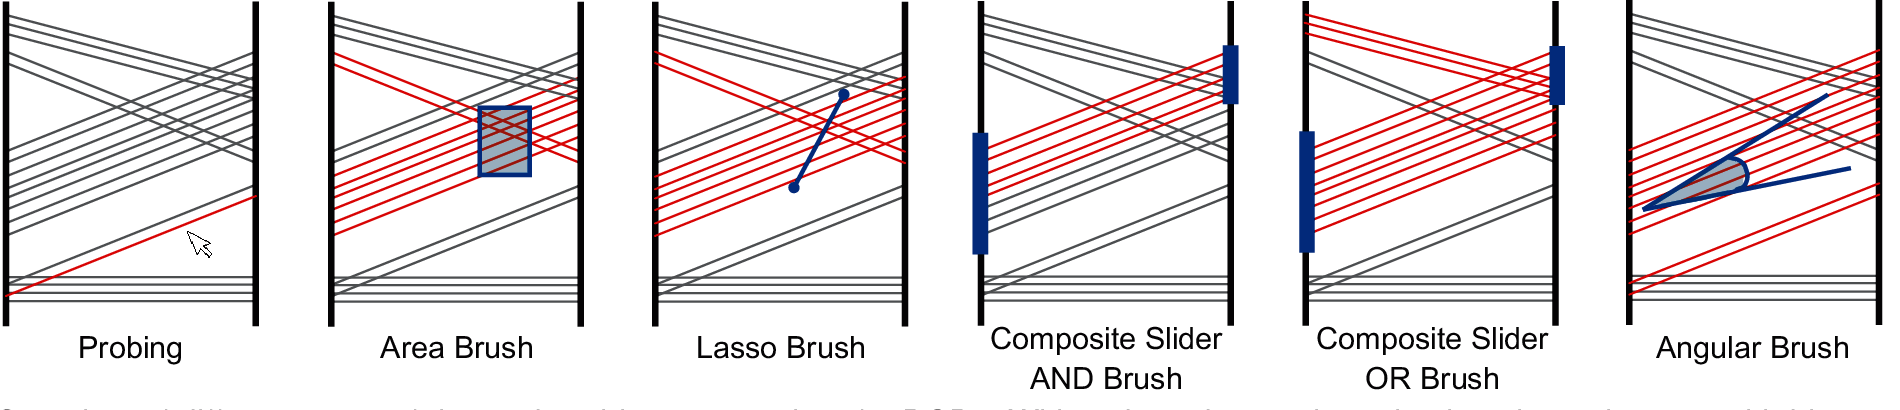 Probing
Area Brush
Lasso Brush
Composite Slider
AND Brush
Composite Slider
OR Brush
Angular Brush